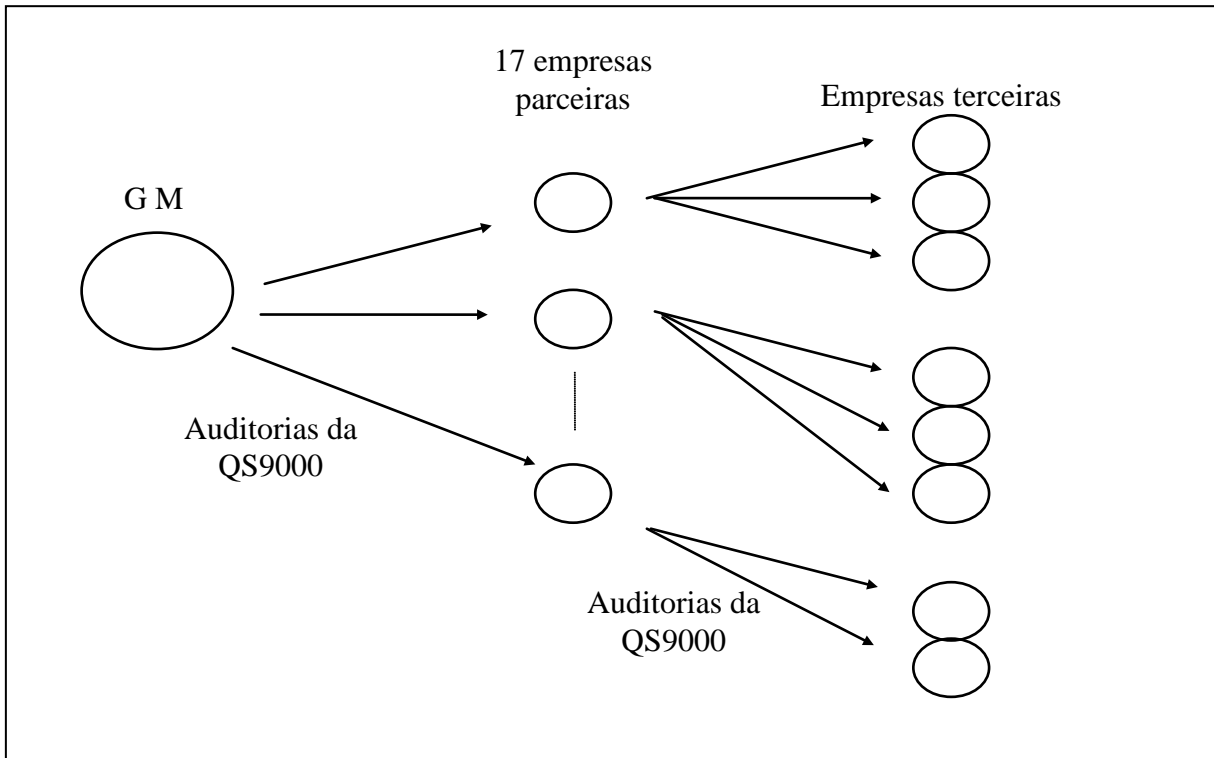 17 empresas
parceiras
Empresas terceiras
G M
Auditorias da
QS9000
Auditorias da
QS9000